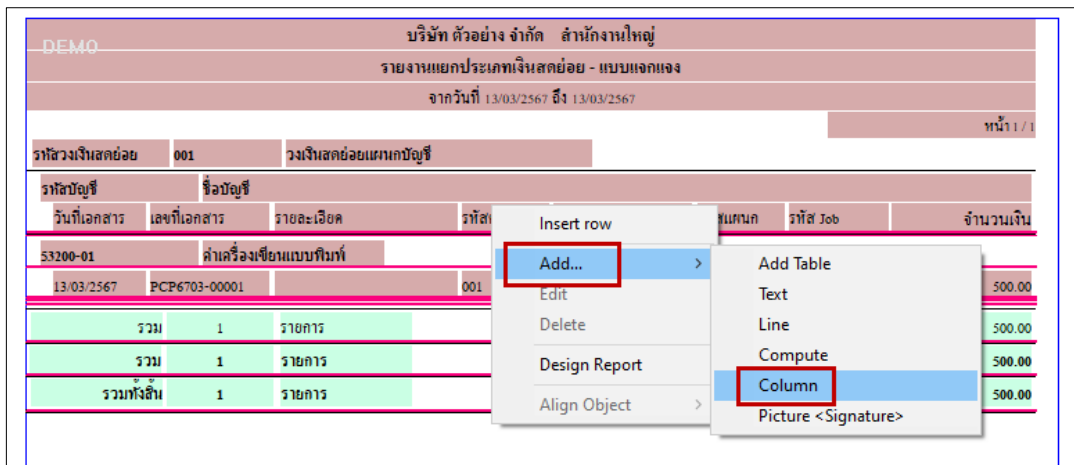 DEMO
บริษัท ตัวอย่าง จำกัด สำนักงานใหญ่
รายงานแยกประเภทเงินสดย่อย - แบบแจกแจง
จากวันที่ 13/03/2567 ถึง 13/03/2567
หน้า 1 / 1
รหัสวงเงินสดย่อย 001 วงเงินสดย่อยแผนกบัญชี
รหัสบัญชี ชื่อบัญชี
วันที่เอกสาร เลขที่เอกสาร รายละเอียด รหัส Job จำนวนเงิน
53200-01 ค่าเครื่องเขียนแบบพิมพ์
13/03/2567 PCP6703-00001 001 500.00
รวม 1 รายการ 500.00
รวม 1 รายการ 500.00
รวมทั้งสิ้น 1 รายการ 500.00
Insert row
Add...
Edit
Delete
Design Report
Align Object
Add Table
Text
Line
Compute
Column
Picture <Signature>